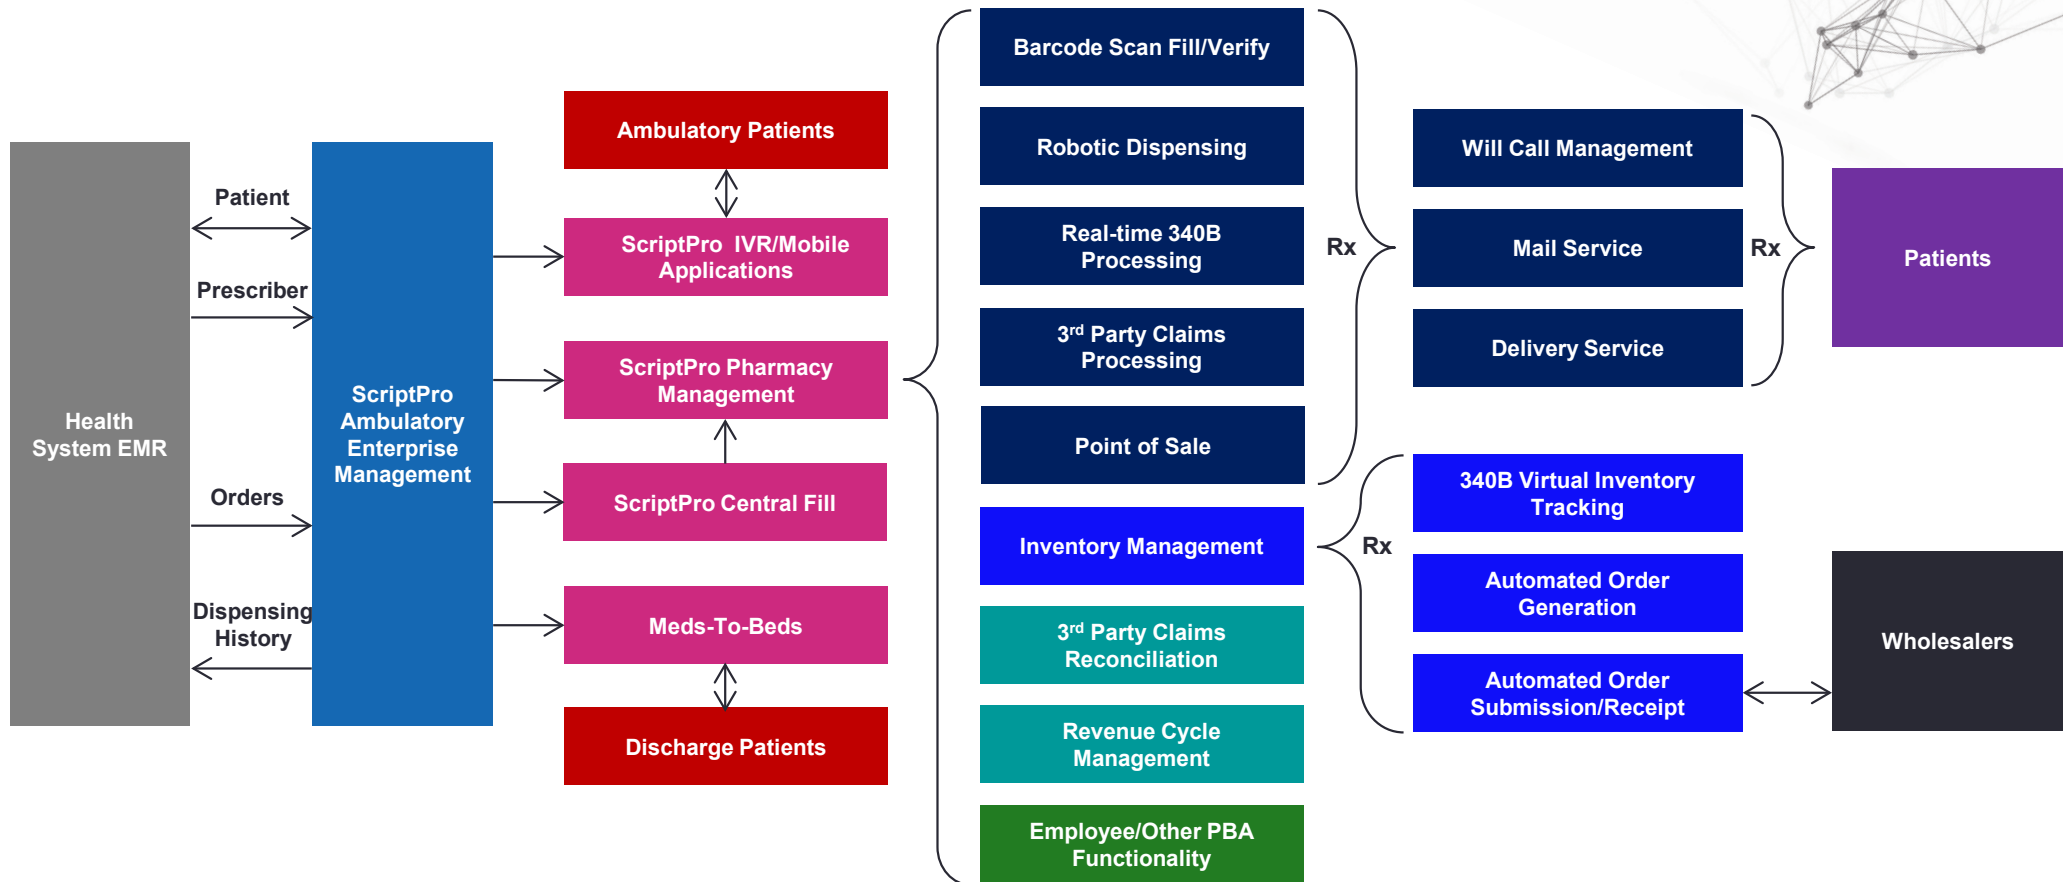 Health
System EMR
Patient
Prescriber
Orders
Dispensing
History
ScriptPro
Ambulatory
Enterprise
Management
Ambulatory Patients
ScriptPro IVR/Mobile
Applications
ScriptPro Pharmacy
Management
ScriptPro Central Fill
Meds-To-Beds
Discharge Patients
Barcode Scan Fill/Verify
Robotic Dispensing
Real-time 340B
Processing
3rd Party Claims
Processing
Point of Sale
Inventory Management
3rd Party Claims
Reconciliation
Revenue Cycle
Management
Employee/Other PBA
Functionality
Rx
Rx
Will Call Management
Mail Service
Delivery Service
340B Virtual Inventory
Tracking
Automated Order
Generation
Automated Order
Submission/Receipt
Rx
Patients
Wholesalers